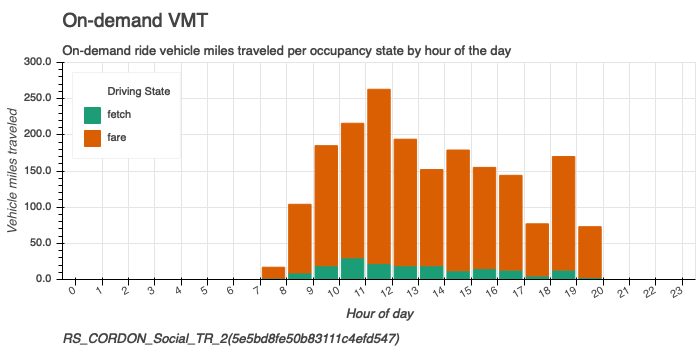 On-demand VMT
On-demand ride vehicle miles traveled per occupancy state by hour of the day
300.0
250.0
200.0
150.0
100.0
50.0
0.0
Vehicle miles traveled
Driving State
fetch
fare
0 1 2 3 4 5 6 7 8 9 10 11 12 13 14 15 16 17 18 19 20 21 22 23
Hour of day
RS_CORDON_Social_TR_2(5e5bd8fe50b83111c4efd547)